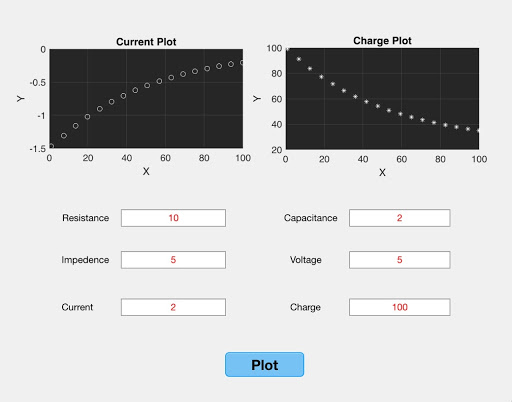 Current Plot
0
-0.5
-1
-1.5
Y
0 20 40 60 80 100
X
Charge Plot
100
80
60
40
20
Y
0 20 40 60 80 100
X
Resistance 10
Capacitance 2
Impedence 5
Voltage 5
Current 2
Charge 100
Plot